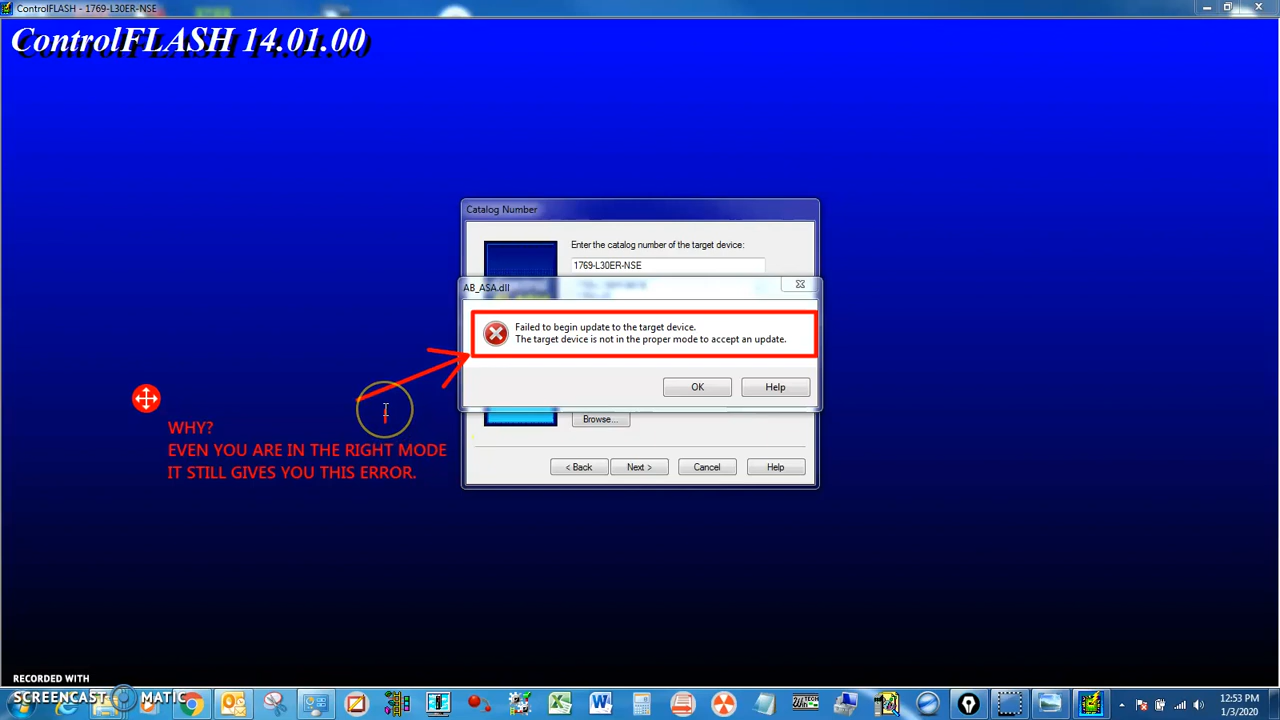 ControlFLASH - 1769-L30ER-NSE
ControlFLASH 14.01.00
Catalog Number
Enter the catalog number of the target device:
1769-L30ER-NSE
AB_ASA.dll
Failed to begin update to the target device.
The target device is not in the proper mode to accept an update.
OK
Help
Browse...
WHY?
EVEN YOU ARE IN THE RIGHT MODE
IT STILL GIVES YOU THIS ERROR.
< Back
Next >
Cancel
Help
RECORDED WITH
SCREENCAST MATIC
12:53 PM
1/3/2020